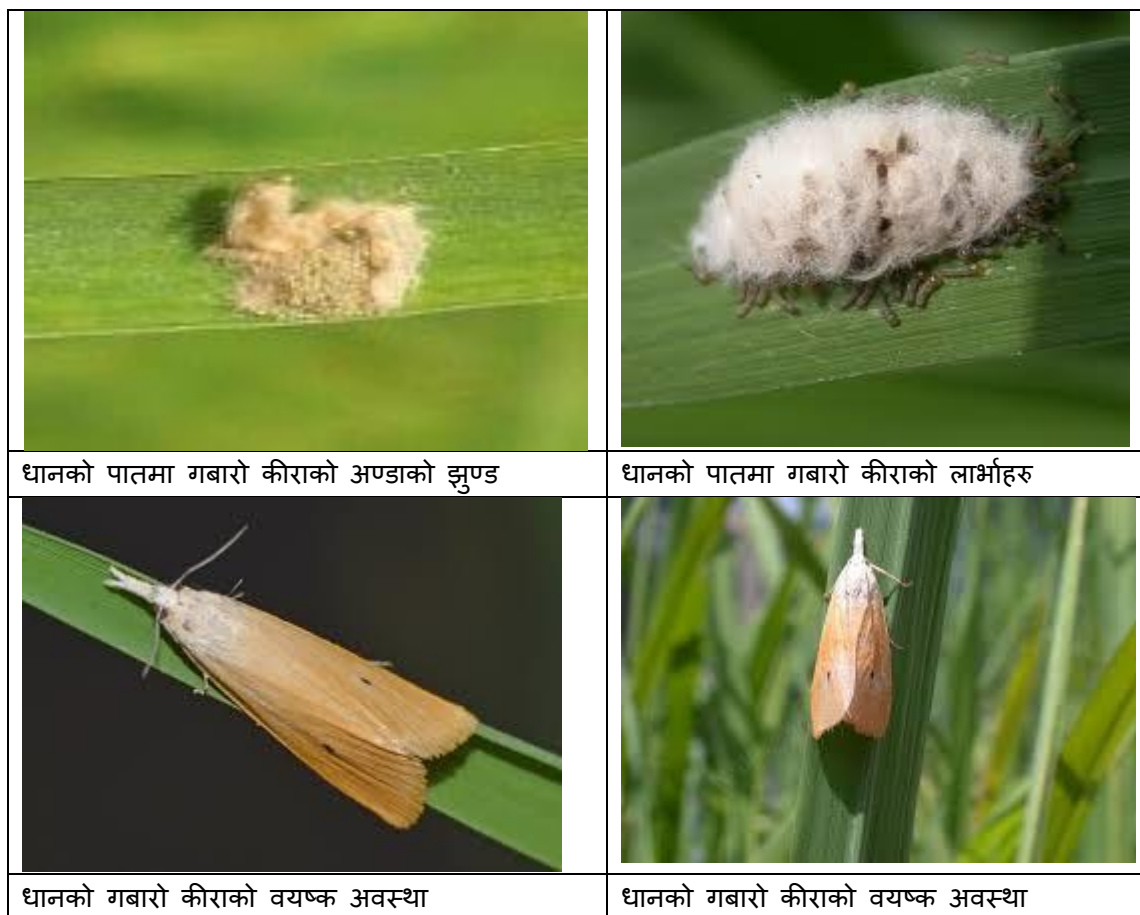 धानको पातमा गबारो कीराको अण्डाको झुण्ड
धानको पातमा गबारो कीराको लार्भाहरु
धानको गबारो कीराको वयष्क अवस्था
धानको गबारो कीराको वयष्क अवस्था